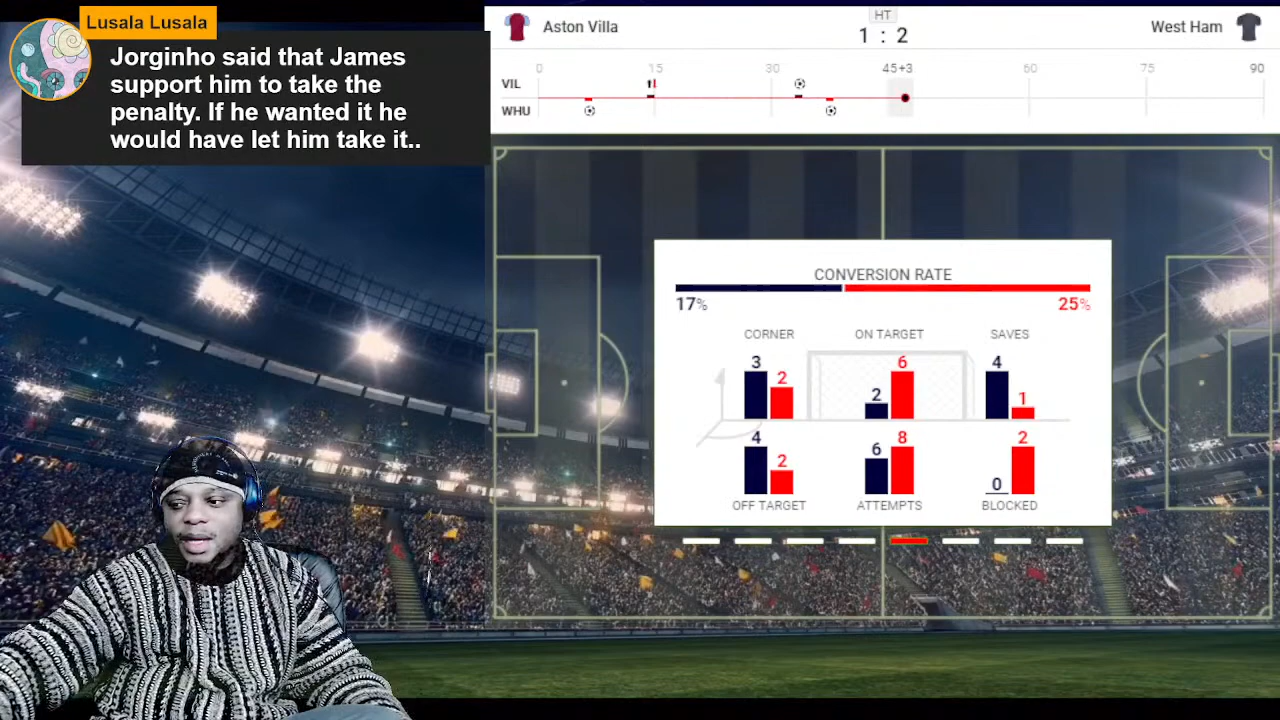 Lusala Lusala
Jorginho said that James
support him to take the
penalty. If he wanted it he
would have let him take it..
Aston Villa
HT
1 : 2
West Ham
0 15 30 45+3 60 75 90
VIL
WHU
CONVERSION RATE
17% 25%
CORNER ON TARGET SAVES
3 2 2 6 4 1
4 2 6 8 0 2
OFF TARGET ATTEMPTS BLOCKED